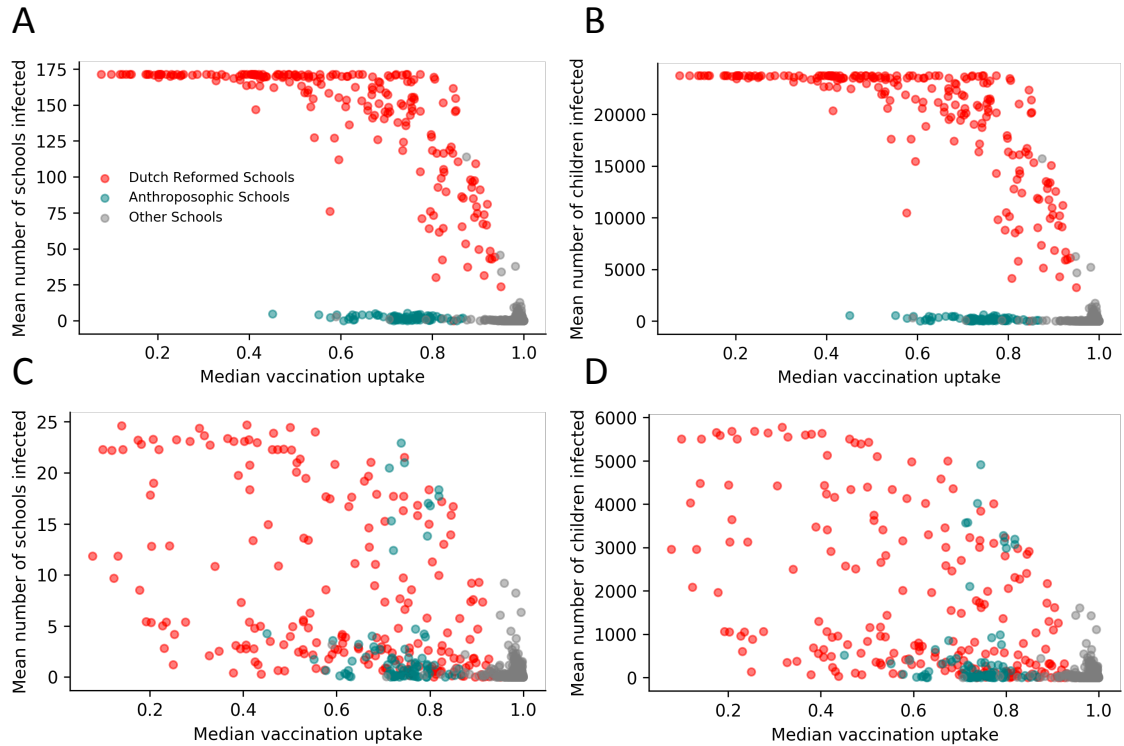 A
Mean number of schools infected
175
150
125
100
75
50
25
0
Dutch Reformed Schools
Anthroposophic Schools
Other Schools
0.2 0.4 0.6 0.8 1.0
Median vaccination uptake
B
Mean number of children infected
20000
15000
10000
5000
0
0.2 0.4 0.6 0.8 1.0
Median vaccination uptake
C
Mean number of schools infected
25
20
15
10
5
0
0.2 0.4 0.6 0.8 1.0
Median vaccination uptake
D
Mean number of children infected
6000
5000
4000
3000
2000
1000
0
0.2 0.4 0.6 0.8 1.0
Median vaccination uptake